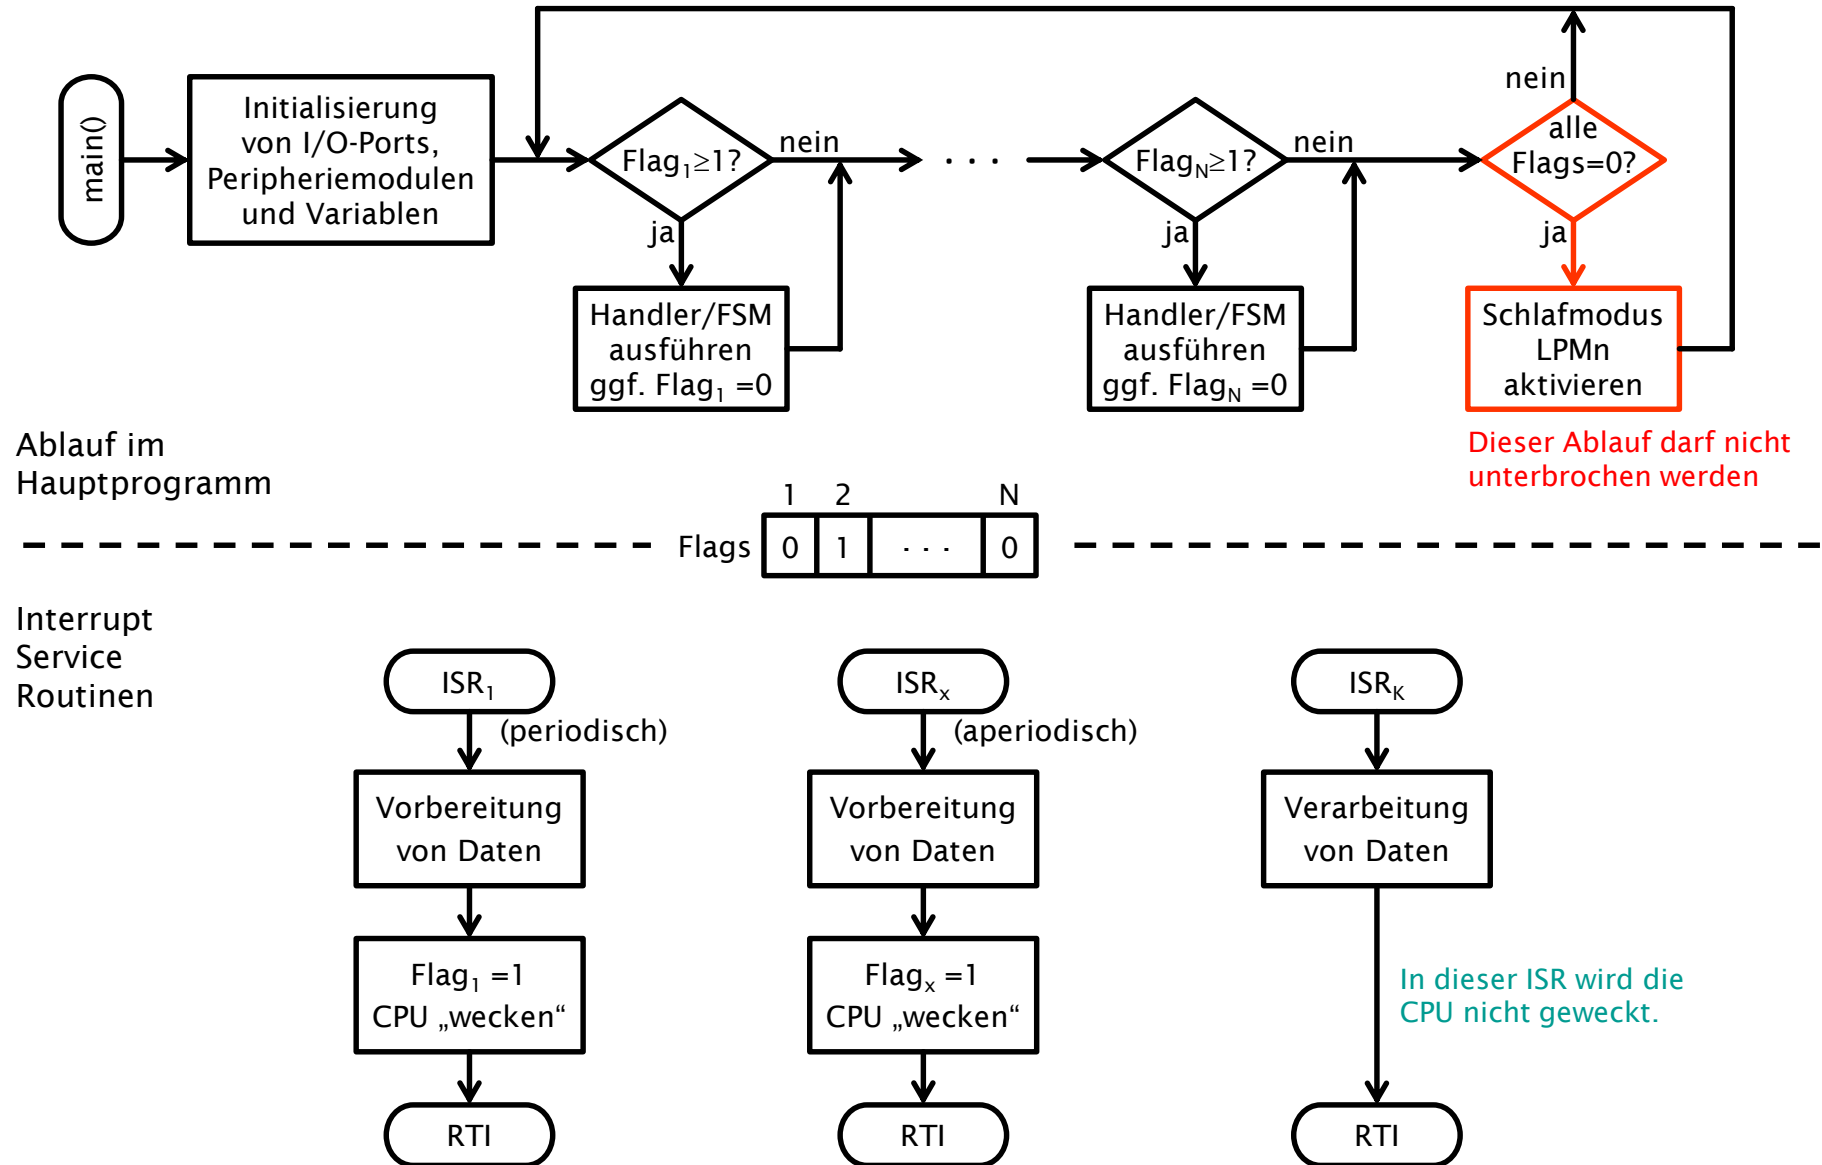 main()
Initialisierung
von I/O-Ports,
Peripheriemodulen
und Variablen
Flag₁≥1?
nein
ja
Handler/FSM
ausführen
ggf. Flag₁ =0
· · ·
Flag_N≥1?
nein
ja
Handler/FSM
ausführen
ggf. Flag_N =0
nein
alle
Flags=0?
ja
Schlafmodus
LPMn
aktivieren
Dieser Ablauf darf nicht
unterbrochen werden
Ablauf im
Hauptprogramm
1 2 N
Flags 0 1 · · · 0
Interrupt
Service
Routinen
ISR₁
(periodisch)
Vorbereitung
von Daten
Flag₁ =1
CPU „wecken“
RTI
ISRₓ
(aperiodisch)
Vorbereitung
von Daten
Flagₓ =1
CPU „wecken“
RTI
ISR_K
Verarbeitung
von Daten
In dieser ISR wird die
CPU nicht geweckt.
RTI